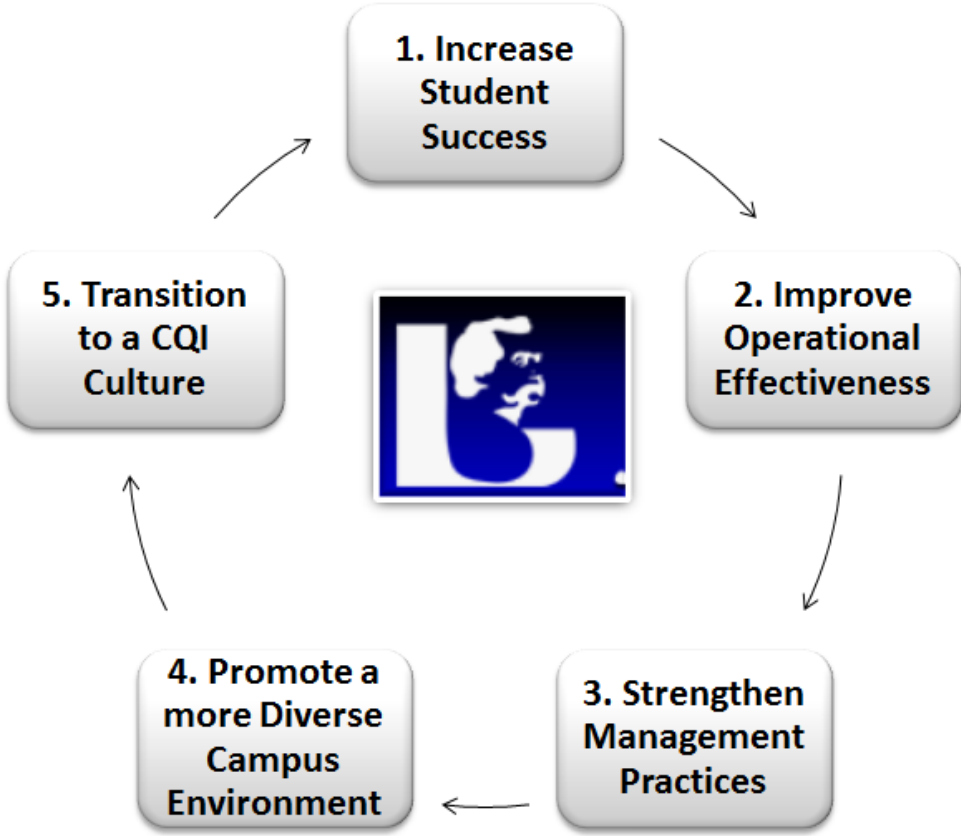 1. Increase
Student
Success
2. Improve
Operational
Effectiveness
3. Strengthen
Management
Practices
4. Promote a
more Diverse
Campus
Environment
5. Transition
to a CQI
Culture
L.